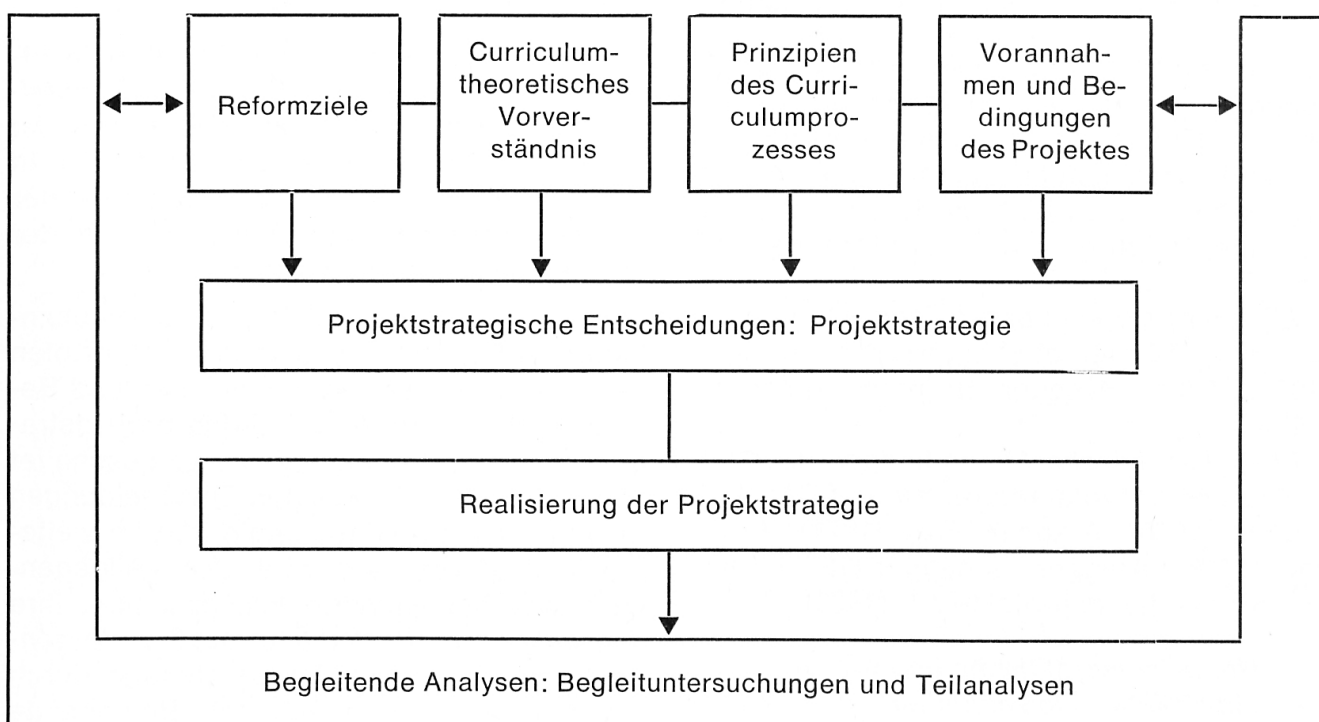 Reformziele
Curriculum-
theoretisches
Vorver-
ständnis
Prinzipien
des Curri-
culumpro-
zesses
Vorannah-
men und Be-
dingungen
des Projektes
Projektstrategische Entscheidungen: Projektstrategie
Realisierung der Projektstrategie
Begleitende Analysen: Begleituntersuchungen und Teilanalysen